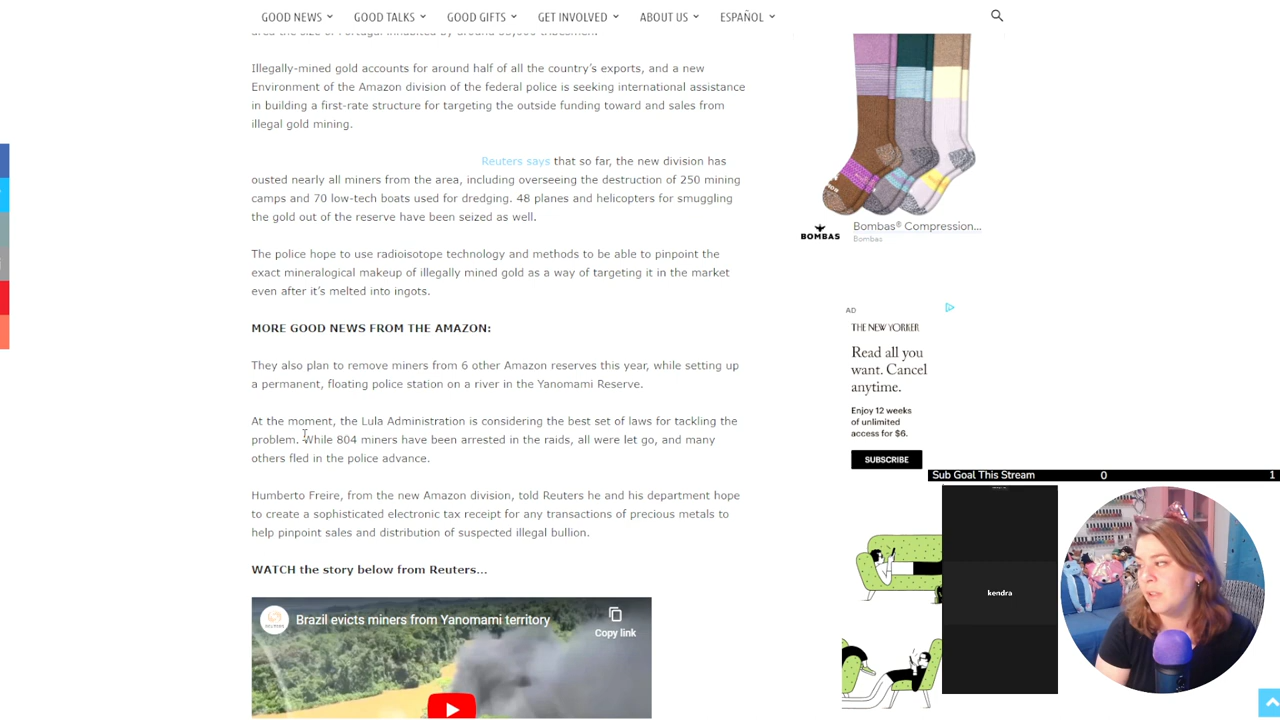 GOOD NEWS GOOD TALKS GOOD GIFTS GET INVOLVED ABOUT US ESPAÑOL
Illegally-mined gold accounts for around half of all the country's exports, and a new
Environment of the Amazon division of the federal police is seeking international assistance
in building a first-rate structure for targeting the outside funding toward and sales from
illegal gold mining.
Reuters says that so far, the new division has
ousted nearly all miners from the area, including overseeing the destruction of 250 mining
camps and 70 low-tech boats used for dredging. 48 planes and helicopters for smuggling
the gold out of the reserve have been seized as well.
The police hope to use radioisotope technology and methods to be able to pinpoint the
exact mineralogical makeup of illegally mined gold as a way of targeting it in the market
even after it's melted into ingots.
MORE GOOD NEWS FROM THE AMAZON:
They also plan to remove miners from 6 other Amazon reserves this year, while setting up
a permanent, floating police station on a river in the Yanomami Reserve.
At the moment, the Lula Administration is considering the best set of laws for tackling the
problem. While 804 miners have been arrested in the raids, all were let go, and many
others fled in the police advance.
Humberto Freire, from the new Amazon division, told Reuters he and his department hope
to create a sophisticated electronic tax receipt for any transactions of precious metals to
help pinpoint sales and distribution of suspected illegal bullion.
WATCH the story below from Reuters...
Brazil evicts miners from Yanomami territory
Copy link
BOMBAS
Bombas® Compression...
Bombas
AD
THE NEW YORKER
Read all you
want. Cancel
anytime.
Enjoy 12 weeks
of unlimited
access for $6.
SUBSCRIBE
Sub Goal This Stream 0 1
kendra